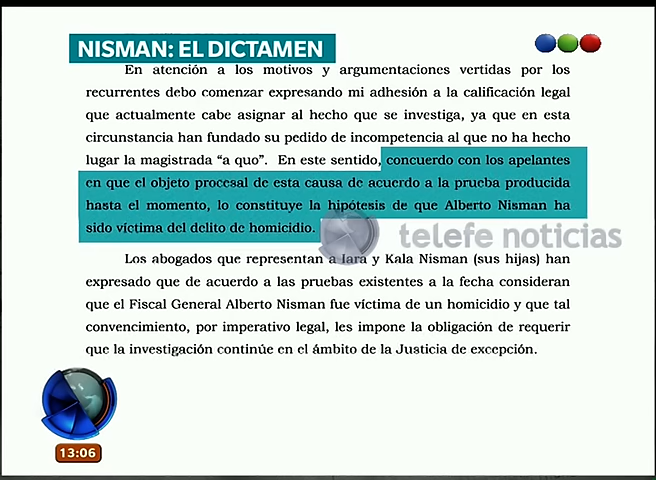 NISMAN: EL DICTAMEN
En atención a los motivos y argumentaciones vertidas por los
recurrentes debo comenzar expresando mi adhesión a la calificación legal
que actualmente cabe asignar al hecho que se investiga, ya que en esta
circunstancia han fundado su pedido de incompetencia al que no ha hecho
lugar la magistrada “a quo”. En este sentido, concuerdo con los apelantes
en que el objeto procesal de esta causa de acuerdo a la prueba producida
hasta el momento, lo constituye la hipótesis de que Alberto Nisman ha
sido víctima del delito de homicidio.
telefe noticias
Los abogados que representan a Iara y Kala Nisman (sus hijas) han
expresado que de acuerdo a las pruebas existentes a la fecha consideran
que el Fiscal General Alberto Nisman fue víctima de un homicidio y que tal
convencimiento, por imperativo legal, les impone la obligación de requerir
que la investigación continúe en el ámbito de la Justicia de excepción.
13:06